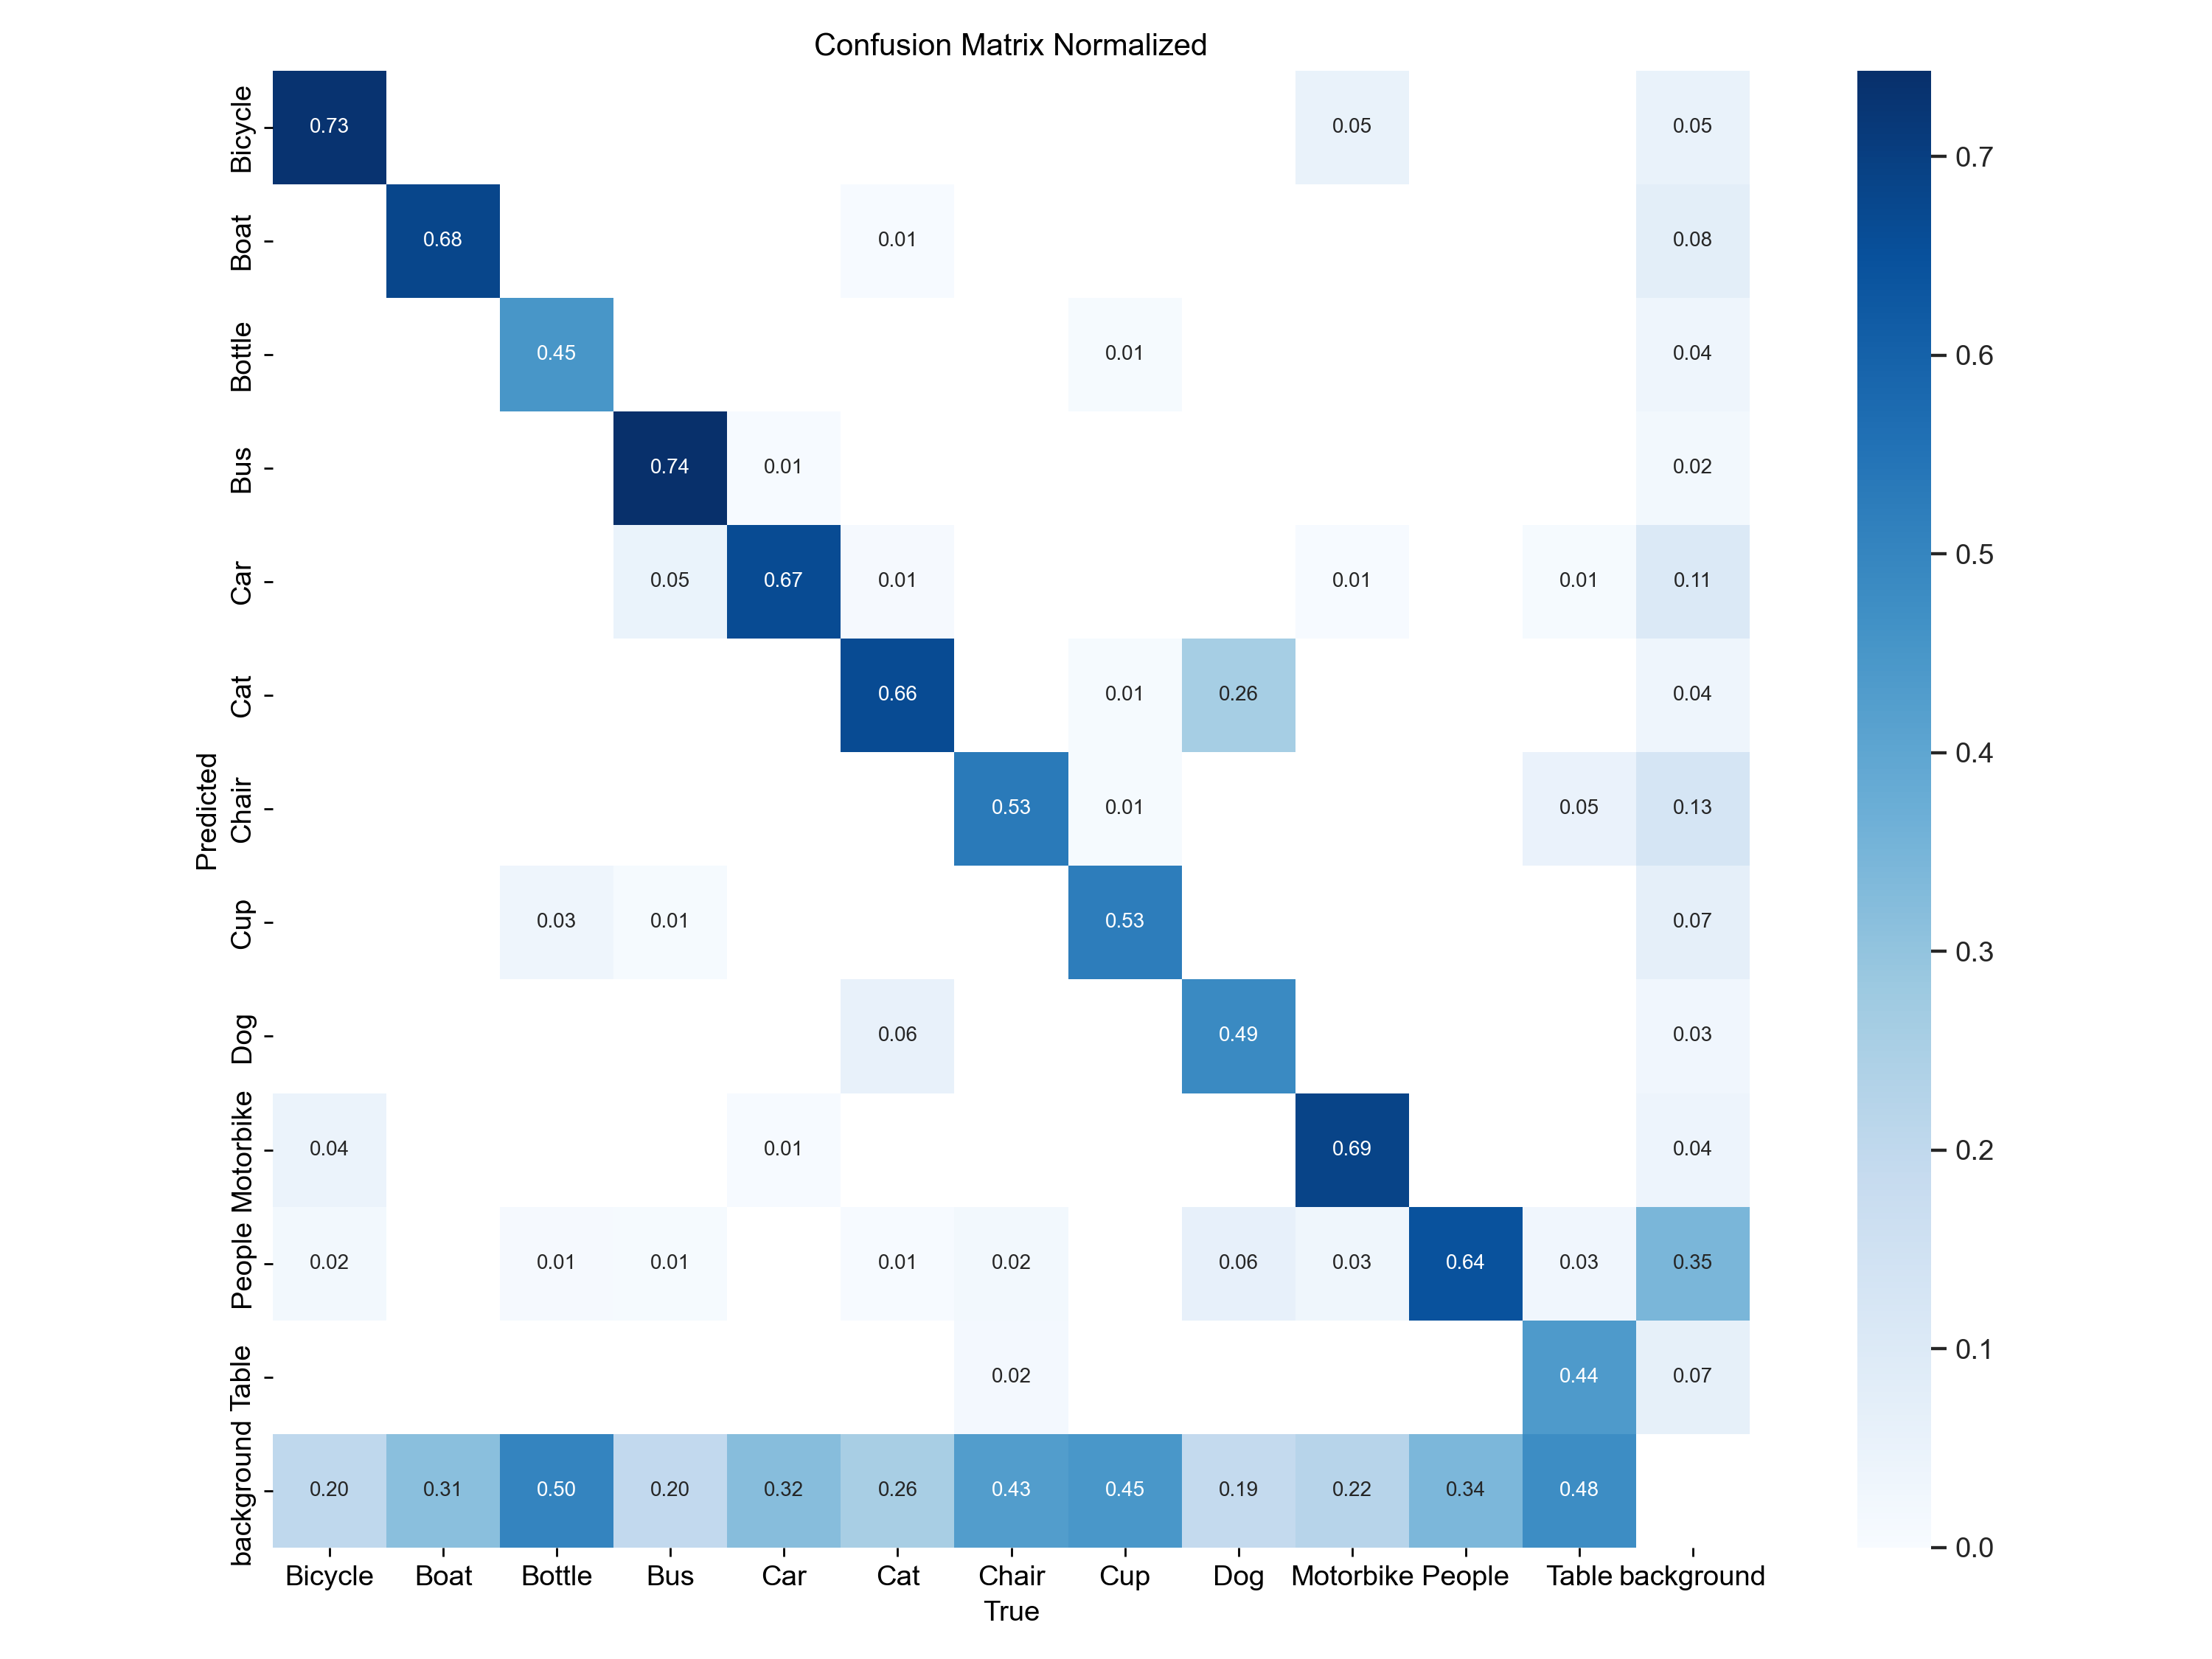 Confusion Matrix Normalized
Bicycle 0.73 0.05 0.05
Boat 0.68 0.01 0.08
Bottle 0.45 0.01 0.04
Bus 0.74 0.01 0.02
Car 0.05 0.67 0.01 0.01 0.01 0.11
Cat 0.66 0.01 0.26 0.04
Chair 0.53 0.01 0.05 0.13
Cup 0.03 0.01 0.53 0.07
Dog 0.06 0.49 0.03
Motorbike 0.04 0.01 0.69 0.04
People 0.02 0.01 0.01 0.01 0.02 0.06 0.03 0.64 0.03 0.35
Table 0.02 0.44 0.07
background 0.20 0.31 0.50 0.20 0.32 0.26 0.43 0.45 0.19 0.22 0.34 0.48
Predicted
Bicycle Boat Bottle Bus Car Cat Chair Cup Dog Motorbike People Table background
True
0.7
0.6
0.5
0.4
0.3
0.2
0.1
0.0